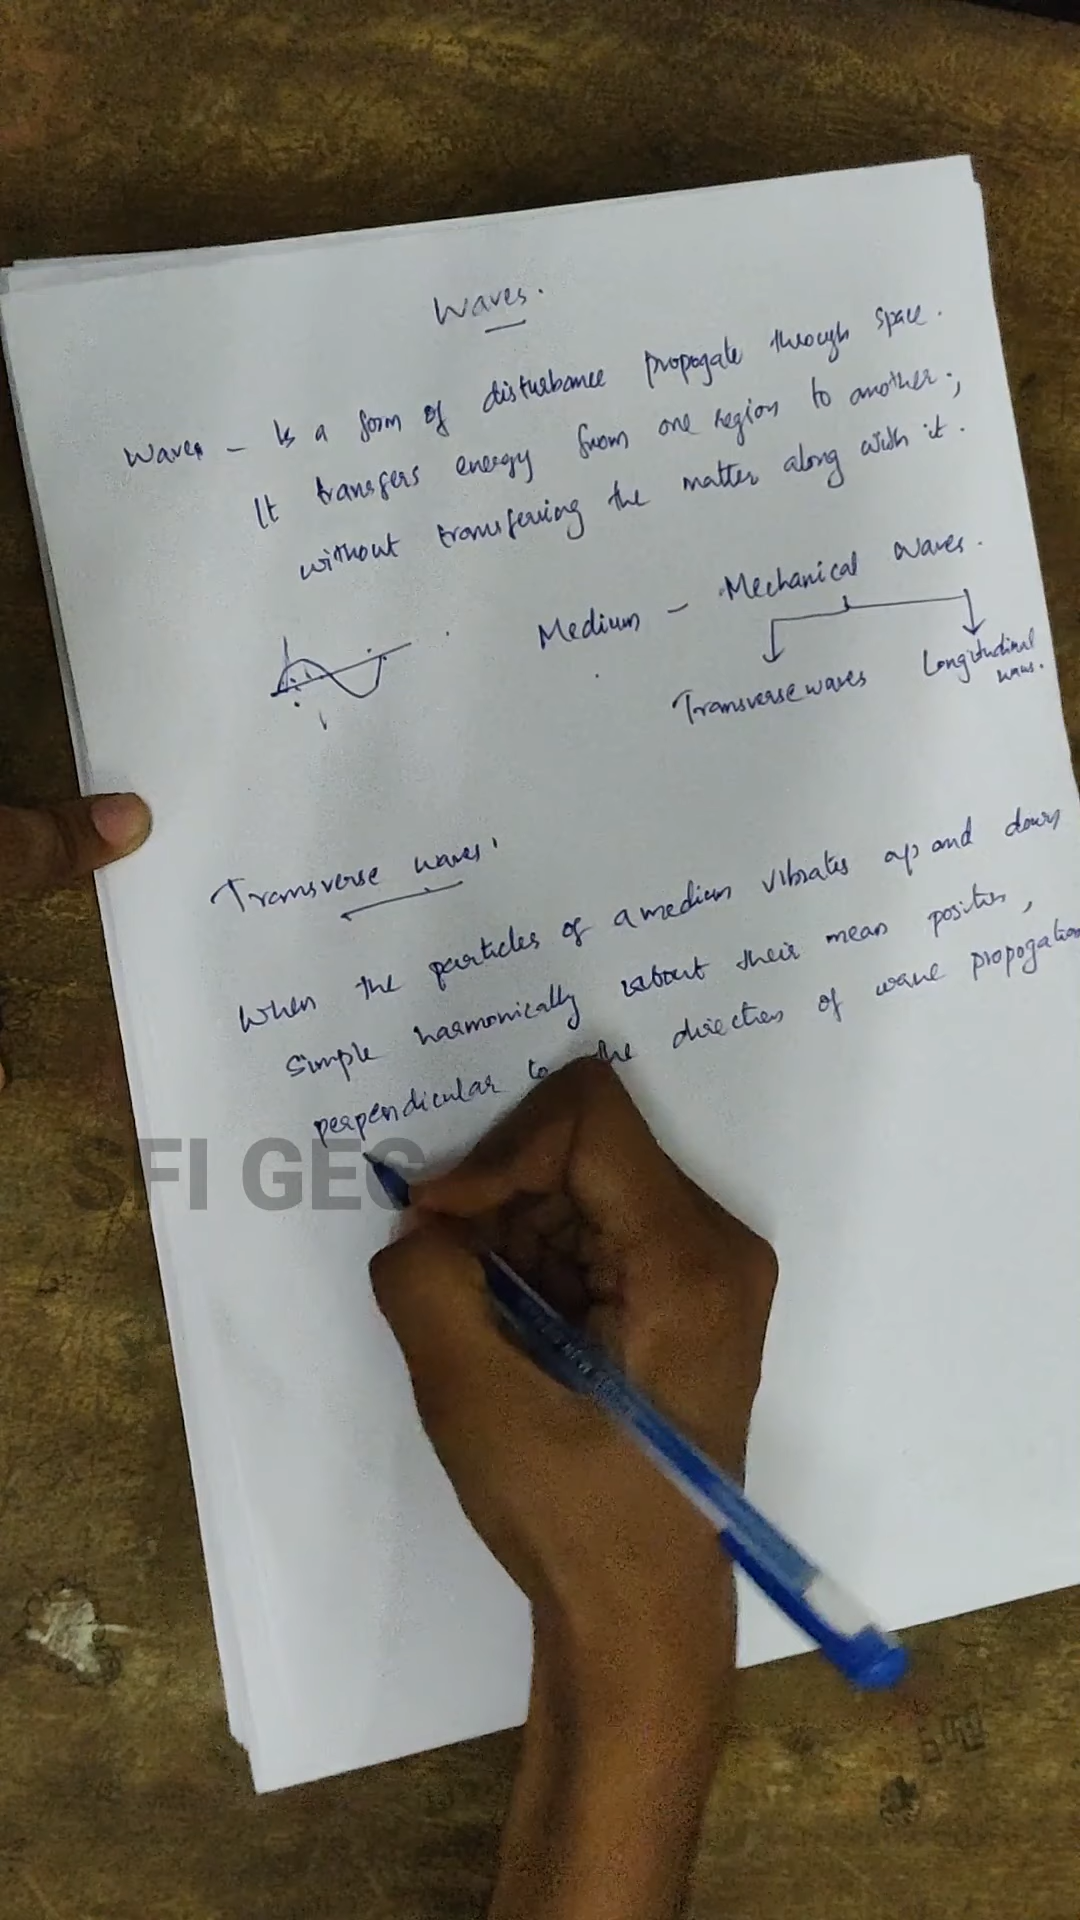 Waves.
Waves - Is a form of disturbance propogate through space.
It transfers energy from one region to another,
without transferring the matter along with it.
Medium - Mechanical waves.
Transverse waves
Longitudinal
waves.
Transverse waves.
When the particles of a medium vibrates up and down
simple harmonically about their mean position,
perpendicular to the direction of wave propogation
SFI GEC